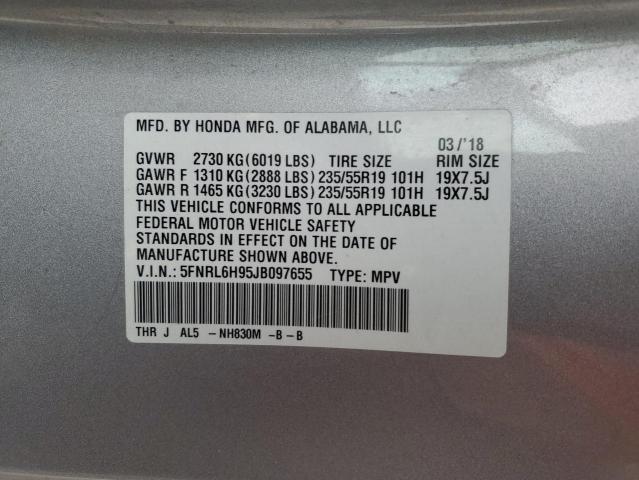 MFD. BY HONDA MFG. OF ALABAMA, LLC
03/'18
GVWR 2730 KG(6019 LBS) TIRE SIZE RIM SIZE
GAWR F 1310 KG(2888 LBS)235/55R19 101H 19X7.5J
GAWR R 1465 KG(3230 LBS)235/55R19 101H 19X7.5J
THIS VEHICLE CONFORMS TO ALL APPLICABLE
FEDERAL MOTOR VEHICLE SAFETY
STANDARDS IN EFFECT ON THE DATE OF
MANUFACTURE SHOWN ABOVE.
V.I.N.: 5FNRL6H95JB097655 TYPE: MPV
THR J AL5 -NH830M -B-B